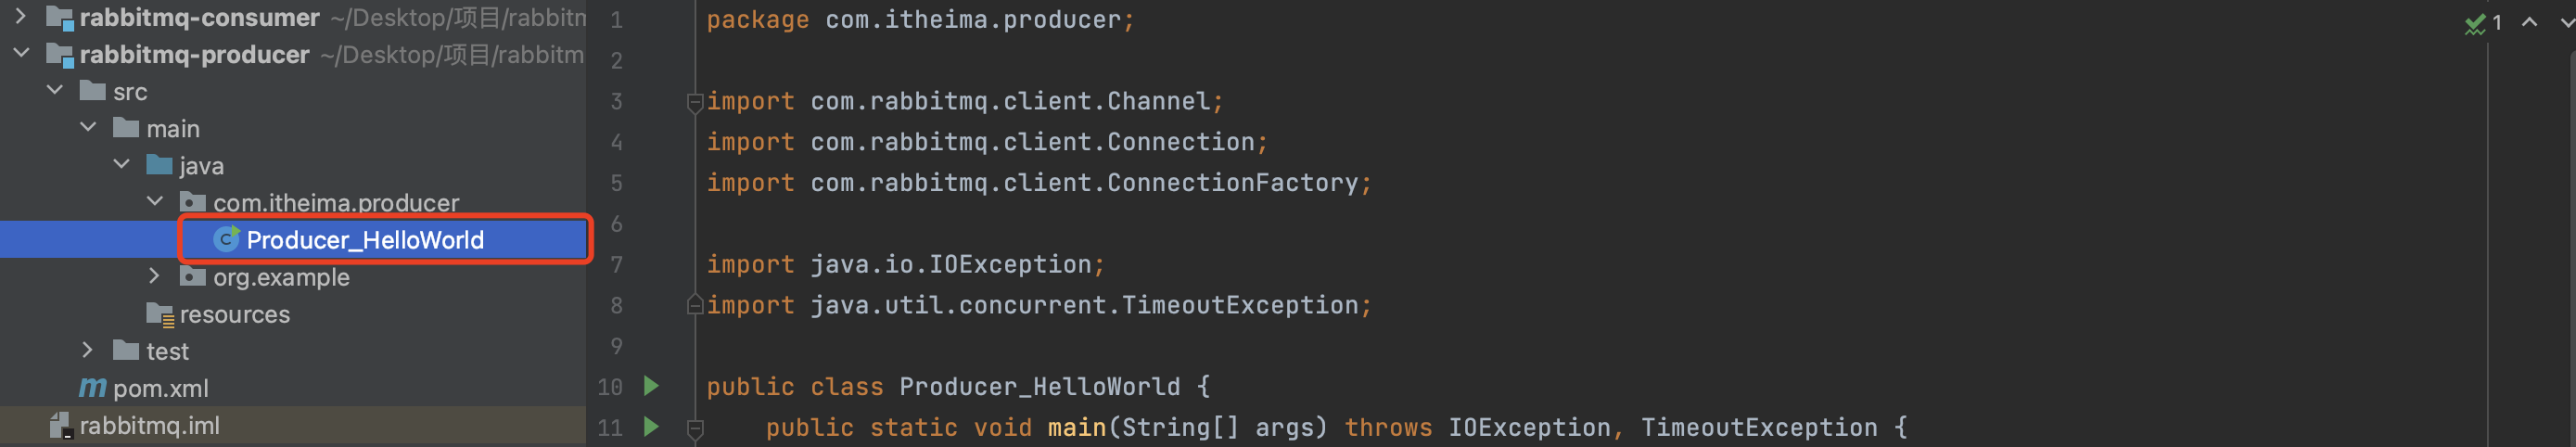 rabbitmq-consumer ~/Desktop/项目/rabbitm
rabbitmq-producer ~/Desktop/项目/rabbitm
src
main
java
com.itheima.producer
Producer_HelloWorld
org.example
resources
test
pom.xml
rabbitmq.iml
1 package com.itheima.producer;
2
3 import com.rabbitmq.client.Channel;
4 import com.rabbitmq.client.Connection;
5 import com.rabbitmq.client.ConnectionFactory;
6
7 import java.io.IOException;
8 import java.util.concurrent.TimeoutException;
9
10 public class Producer_HelloWorld {
11 public static void main(String[] args) throws IOException, TimeoutException {
1